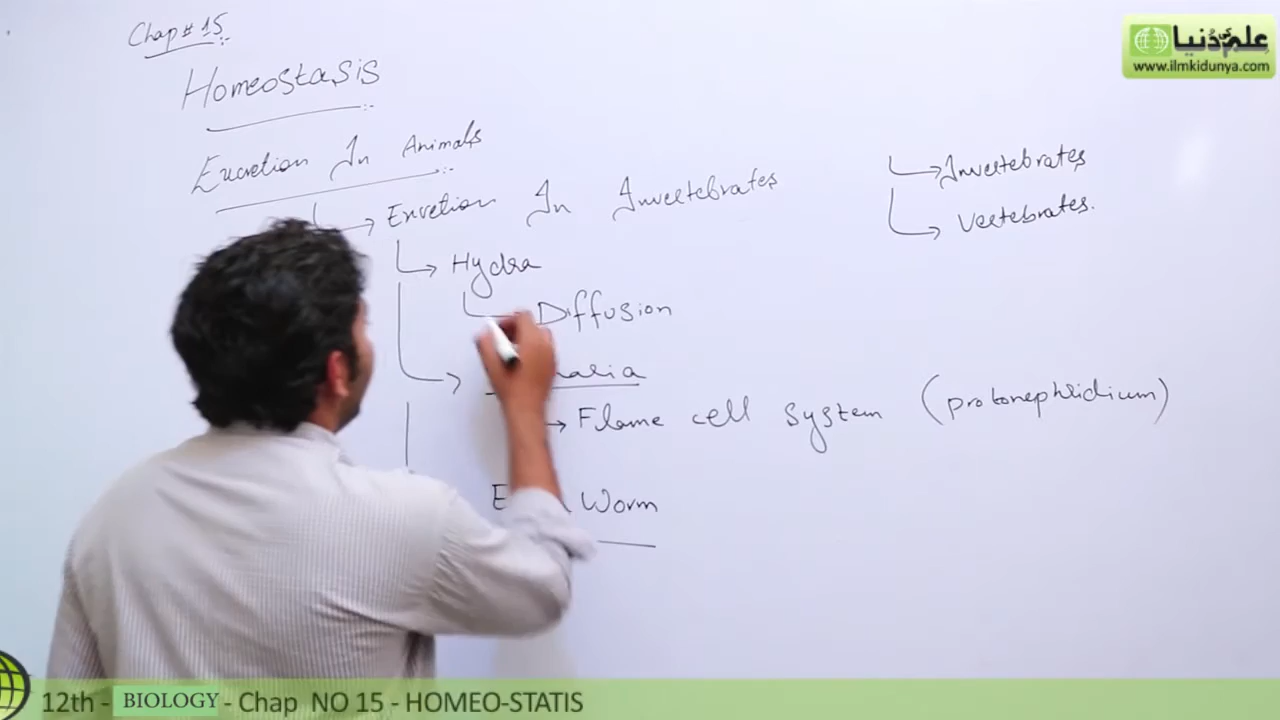 Chap # 15
Homeostasis
Excretion In Animals
Excretion In Invertebrates
Invertebrates
Vertebrates.
Hydra
Diffusion
Flame cell system (protonephridium)
Worm
علم کی دُنیا
www.ilmkidunya.com
12th - BIOLOGY - Chap NO 15 - HOMEO-STATIS